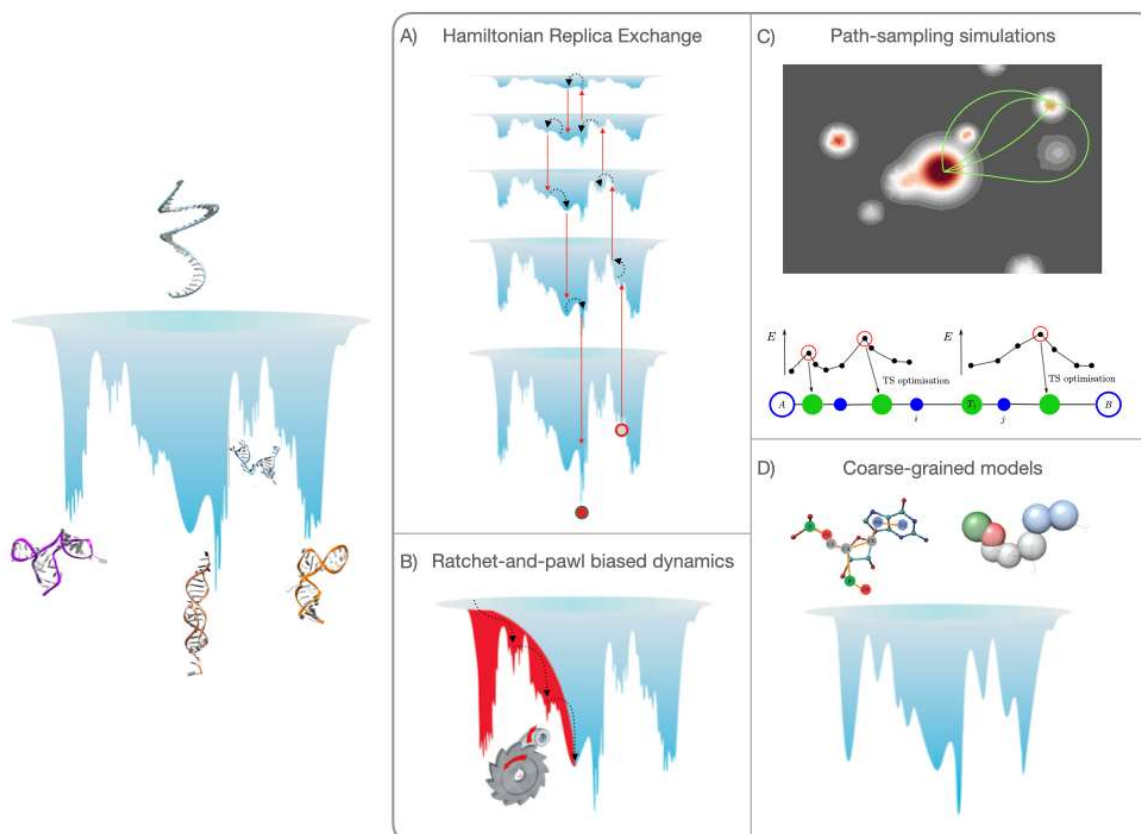 A) Hamiltonian Replica Exchange
B) Ratchet-and-pawl biased dynamics
C) Path-sampling simulations
E
E
TS optimisation
TS optimisation
A
i
T
j
B
D) Coarse-grained models